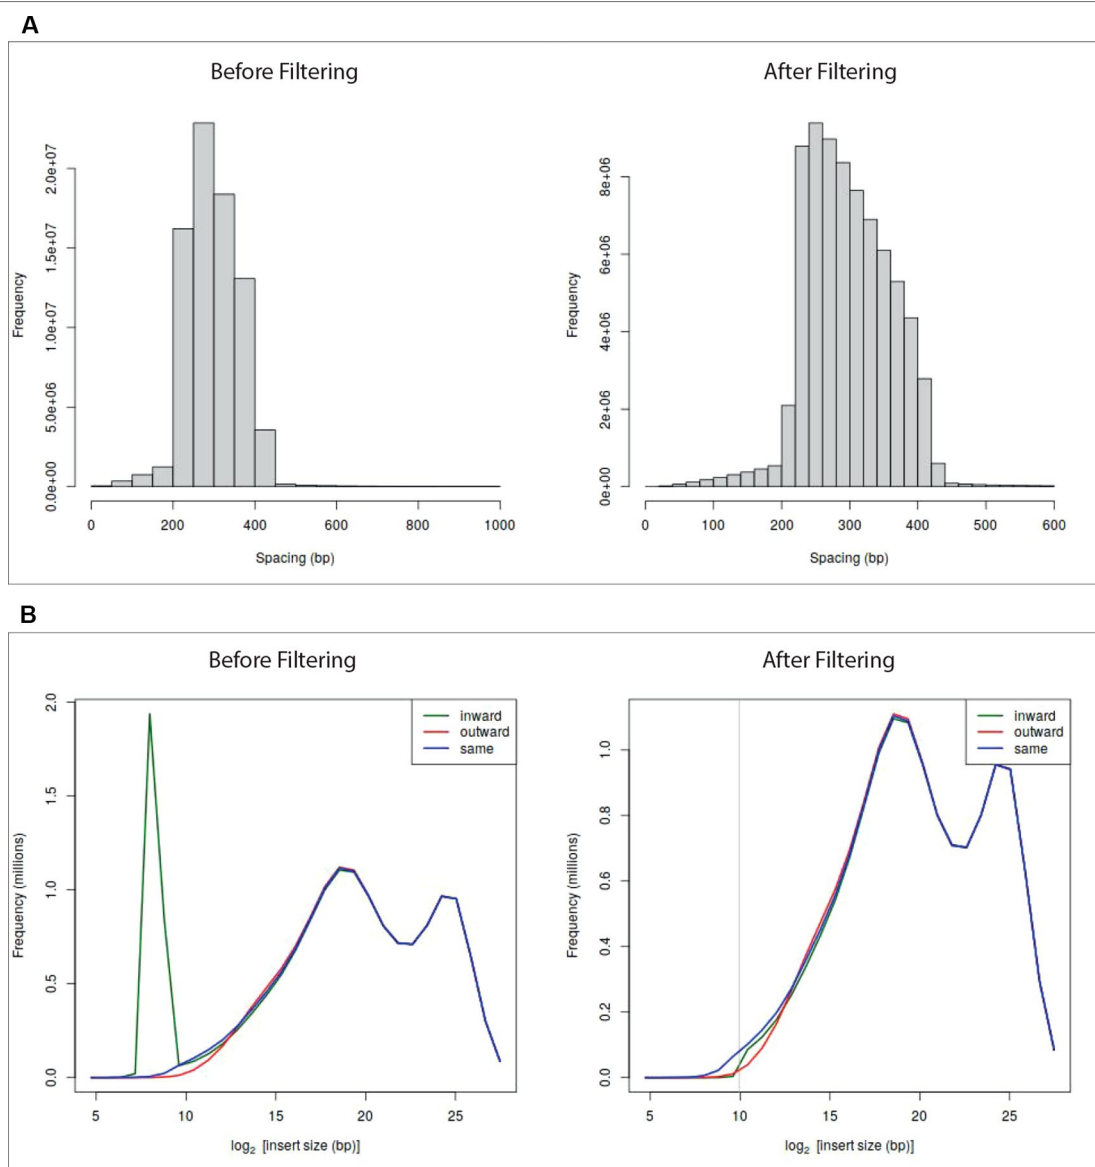 A
Before Filtering
After Filtering
Frequency
0.0e+00 5.0e+06 1.0e+07 1.5e+07 2.0e+07
0 200 400 600 800 1000
Spacing (bp)
Frequency
0e+00 2e+06 4e+06 6e+06 8e+06
0 100 200 300 400 500 600
Spacing (bp)
B
Before Filtering
After Filtering
Frequency (millions)
0.0 0.5 1.0 1.5 2.0
inward
outward
same
5 10 15 20 25
log2 [insert size (bp)]
Frequency (millions)
0.0 0.2 0.4 0.6 0.8 1.0
inward
outward
same
5 10 15 20 25
log2 [insert size (bp)]